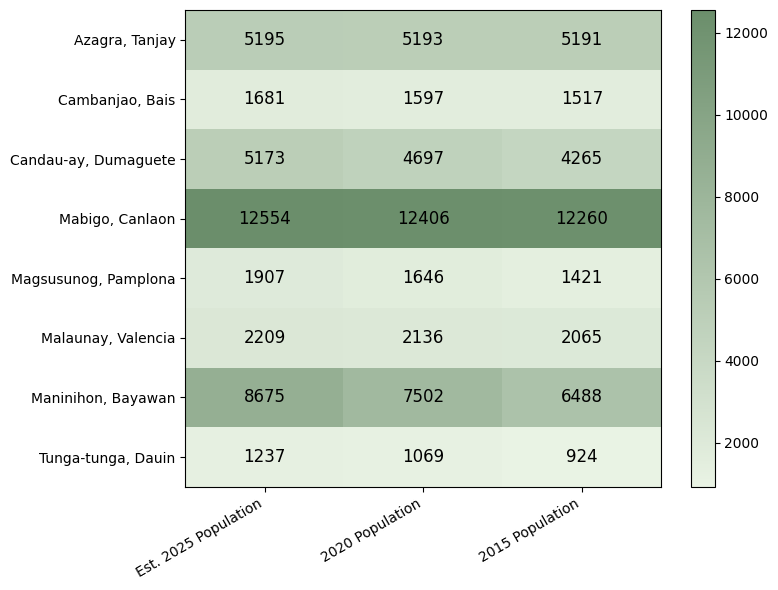 Azagra, Tanjay 5195 5193 5191
Cambanjao, Bais 1681 1597 1517
Candau-ay, Dumaguete 5173 4697 4265
Mabigo, Canlaon 12554 12406 12260
Magsusunog, Pamplona 1907 1646 1421
Malaunay, Valencia 2209 2136 2065
Maninihon, Bayawan 8675 7502 6488
Tunga-tunga, Dauin 1237 1069 924
Est. 2025 Population
2020 Population
2015 Population
12000
10000
8000
6000
4000
2000